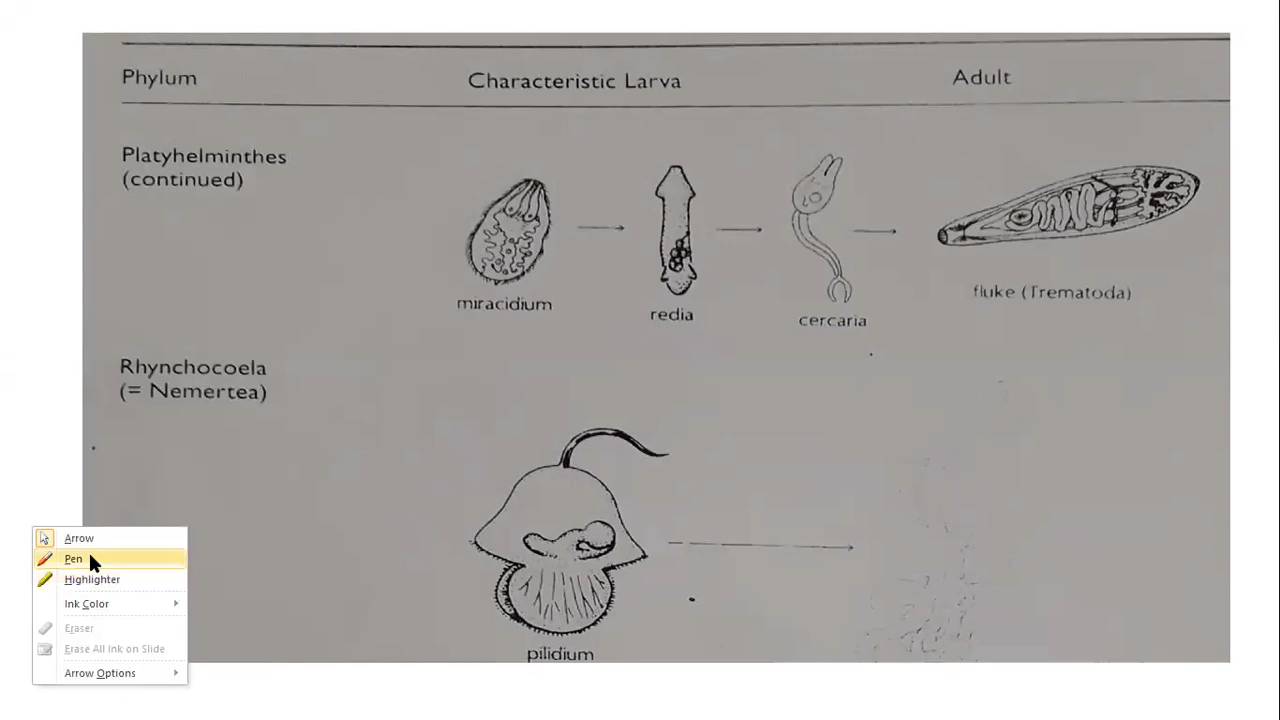 Phylum
Characteristic Larva
Adult
Platyhelminthes
(continued)
miracidium
redia
cercaria
fluke (Trematoda)
Rhynchocoela
(= Nemertea)
pilidium
Arrow
Pen
Highlighter
Ink Color
Eraser
Erase All Ink on Slide
Arrow Options